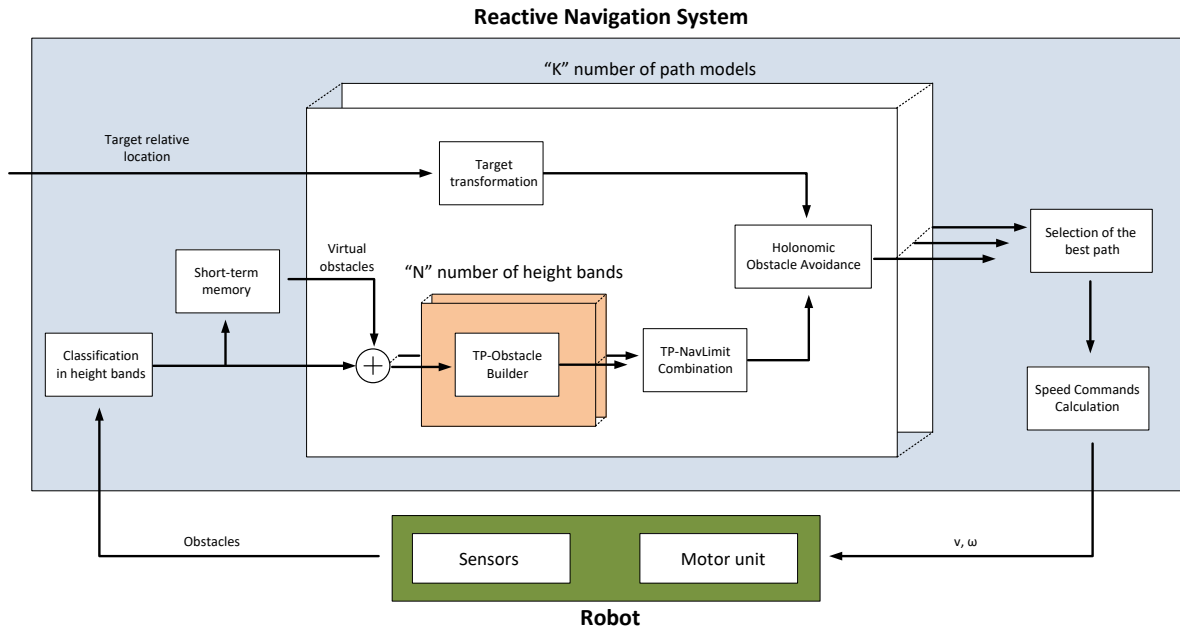 Reactive Navigation System
“K” number of path models
Target relative
location
Target
transformation
Holonomic
Obstacle Avoidance
Selection of the
best path
Short-term
memory
Virtual
obstacles
“N” number of height bands
Classification
in height bands
TP-Obstacle
Builder
TP-NavLimit
Combination
Speed Commands
Calculation
Obstacles
Sensors
Motor unit
v, ω
Robot